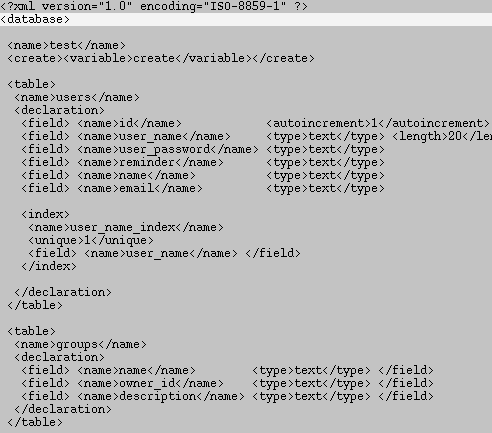 <?xml version="1.0" encoding="ISO-8859-1" ?>
<database>

 <name>test</name>
 <create><variable>create</variable></create>

 <table>
  <name>users</name>
  <declaration>
   <field> <name>id</name>            <autoincrement>1</autoincrement>
   <field> <name>user_name</name>     <type>text</type> <length>20</len
   <field> <name>user_password</name> <type>text</type>
   <field> <name>reminder</name>      <type>text</type>
   <field> <name>name</name>          <type>text</type>
   <field> <name>email</name>         <type>text</type>

   <index>
    <name>user_name_index</name>
    <unique>1</unique>
    <field> <name>user_name</name> </field>
   </index>

  </declaration>
 </table>

 <table>
  <name>groups</name>
  <declaration>
   <field> <name>name</name>        <type>text</type> </field>
   <field> <name>owner_id</name>    <type>text</type> </field>
   <field> <name>description</name> <type>text</type> </field>
  </declaration>
 </table>